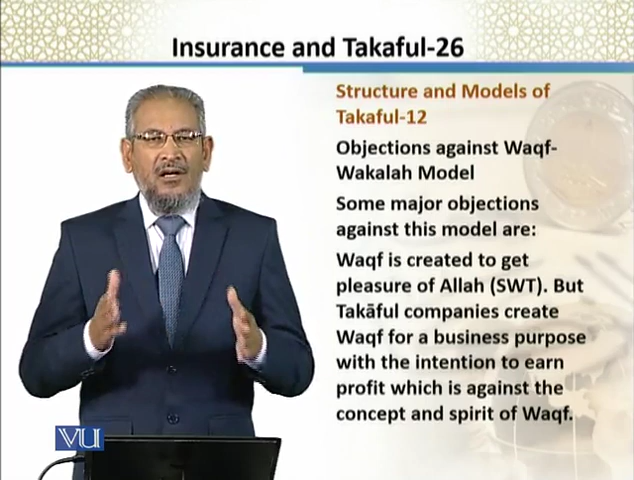 Insurance and Takaful-26
Structure and Models of
Takaful-12
Objections against Waqf-
Wakalah Model
Some major objections
against this model are:
Waqf is created to get
pleasure of Allah (SWT). But
Takāful companies create
Waqf for a business purpose
with the intention to earn
profit which is against the
concept and spirit of Waqf.
VU